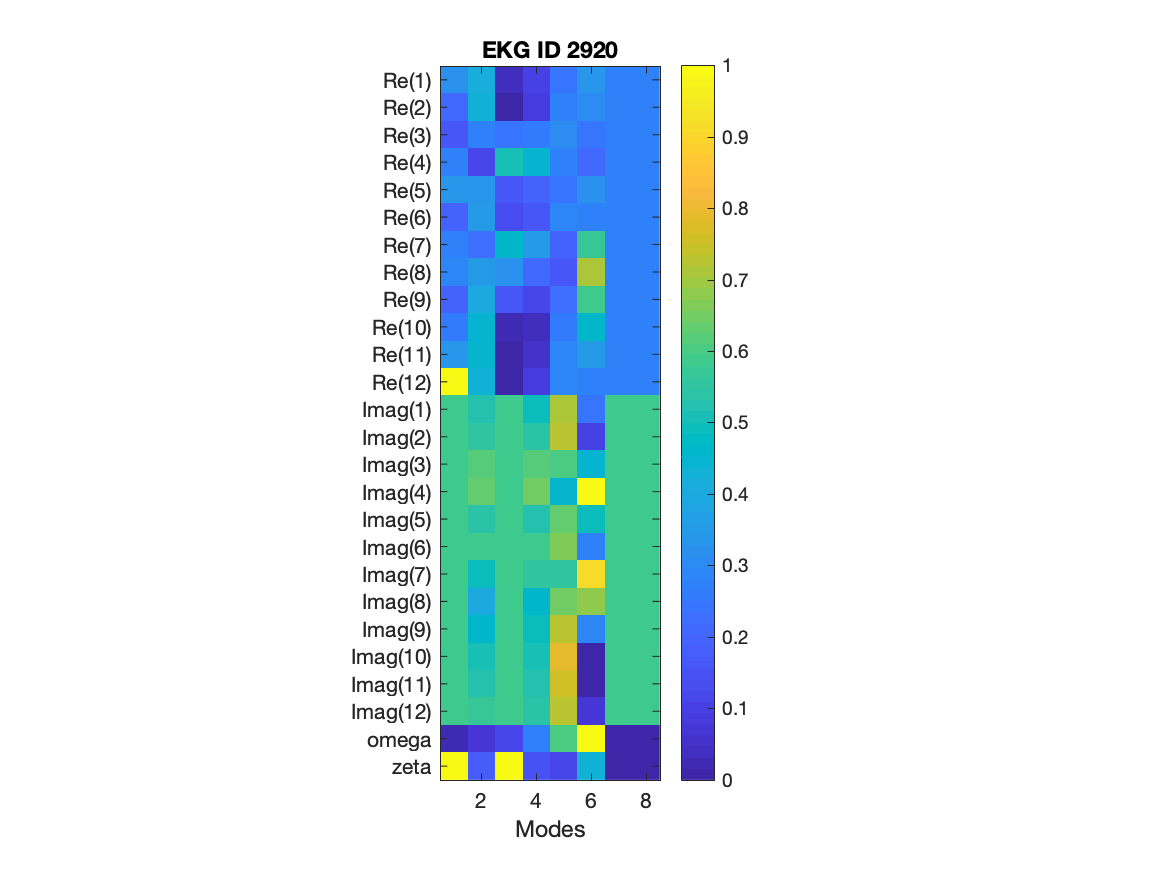 EKG ID 2920
Re(1)
Re(2)
Re(3)
Re(4)
Re(5)
Re(6)
Re(7)
Re(8)
Re(9)
Re(10)
Re(11)
Re(12)
Imag(1)
Imag(2)
Imag(3)
Imag(4)
Imag(5)
Imag(6)
Imag(7)
Imag(8)
Imag(9)
Imag(10)
Imag(11)
Imag(12)
omega
zeta
2 4 6 8
Modes
1
0.9
0.8
0.7
0.6
0.5
0.4
0.3
0.2
0.1
0